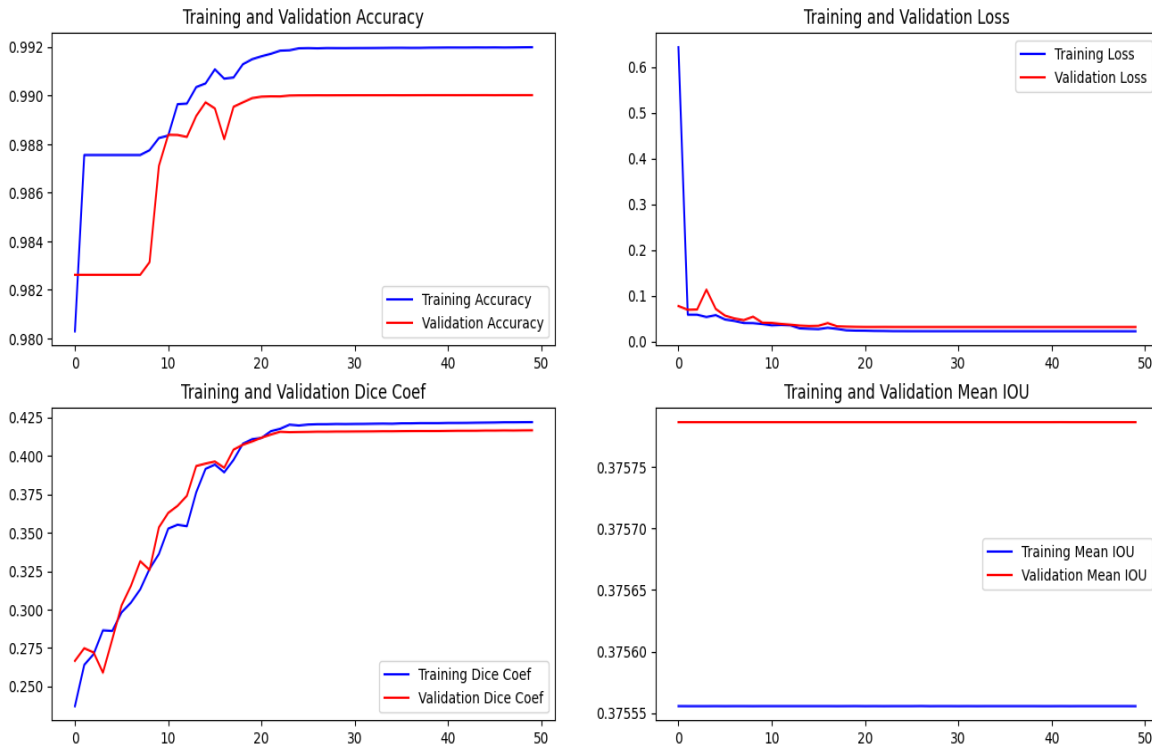 Training and Validation Accuracy
0.992
0.990
0.988
0.986
0.984
0.982
0.980
Training Accuracy
Validation Accuracy
0 10 20 30 40 50
Training and Validation Loss
0.6
0.5
0.4
0.3
0.2
0.1
0.0
Training Loss
Validation Loss
0 10 20 30 40 50
Training and Validation Dice Coef
0.425
0.400
0.375
0.350
0.325
0.300
0.275
0.250
Training Dice Coef
Validation Dice Coef
0 10 20 30 40 50
Training and Validation Mean IOU
0.37575
0.37570
0.37565
0.37560
0.37555
Training Mean IOU
Validation Mean IOU
0 10 20 30 40 50